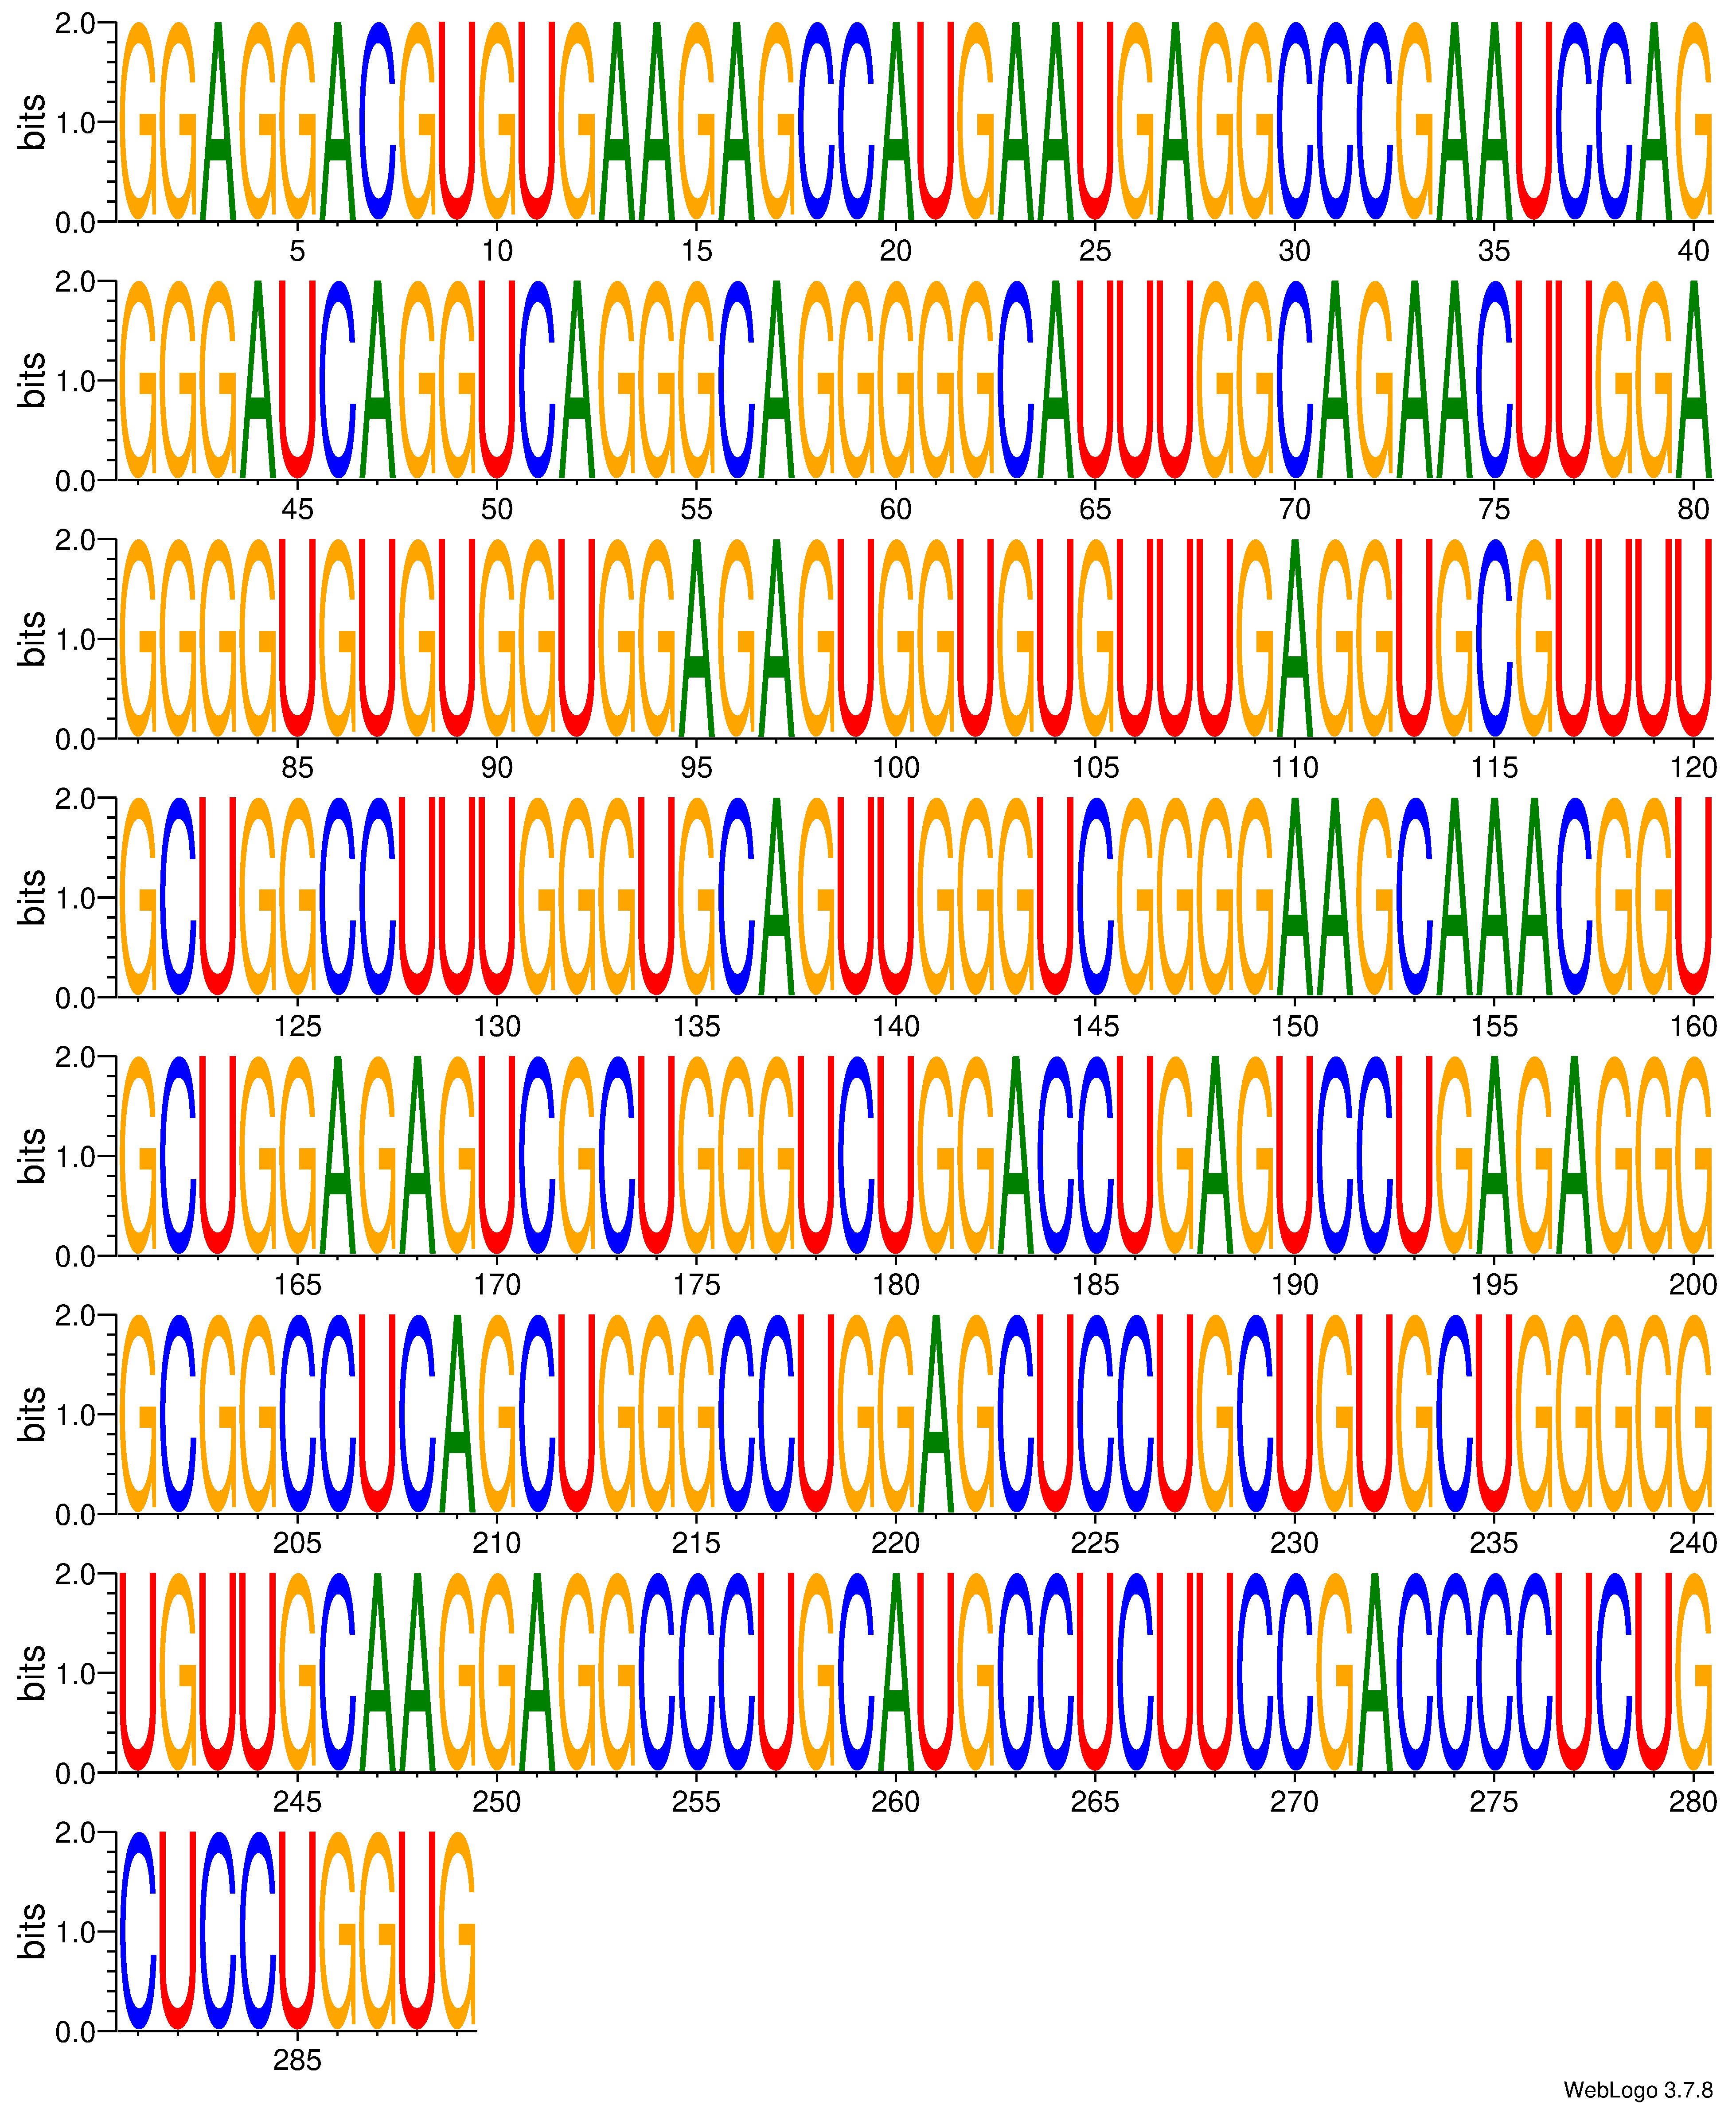 2.0
bits
1.0
GGAGGACGUGUGAAGAGCCAUGAAUGAGGCCCGAAUCCAG
0.0
5 10 15 20 25 30 35 40
2.0
bits
1.0
GGGAUCAGGUCAGGGCAGGGGGCAUUUGGCAGAACUUGGA
0.0
45 50 55 60 65 70 75 80
2.0
bits
1.0
GGGGUGUGUGGUGGAGAGUGGUGUGUUUGAGGUGCGUUUU
0.0
85 90 95 100 105 110 115 120
2.0
bits
1.0
GCUGGCCUUUGGGUGCAGUUGGGUCGGGGAAGCAAACGGU
0.0
125 130 135 140 145 150 155 160
2.0
bits
1.0
GCUGGAGAGUCGCUGGGUCUGGACCUGAGUCCUGAGAGGG
0.0
165 170 175 180 185 190 195 200
2.0
bits
1.0
GCGGCCUCAGCUGGGCCUGGAGCUCCUGCUGUGCUGGGGG
0.0
205 210 215 220 225 230 235 240
2.0
bits
1.0
UGUUGCAAGGAGGCCCUGCAUGCCUCUUCCGACCCCUCUG
0.0
245 250 255 260 265 270 275 280
2.0
bits
1.0
CUCCUGGUG
0.0
285
WebLogo 3.7.8